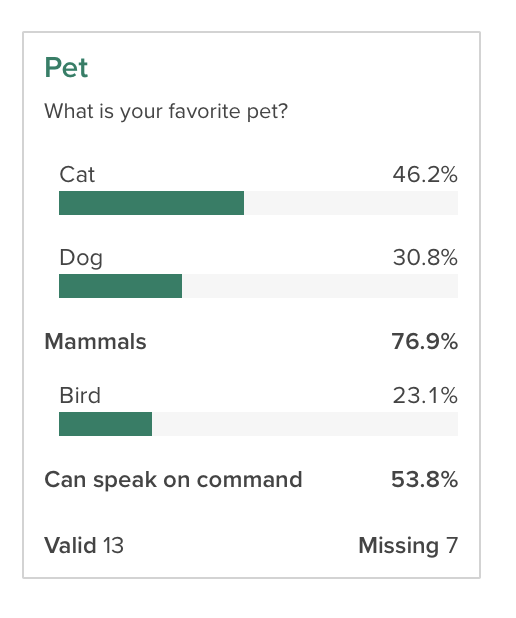 Pet
What is your favorite pet?
Cat 46.2%
Dog 30.8%
Mammals 76.9%
Bird 23.1%
Can speak on command 53.8%
Valid 13 Missing 7